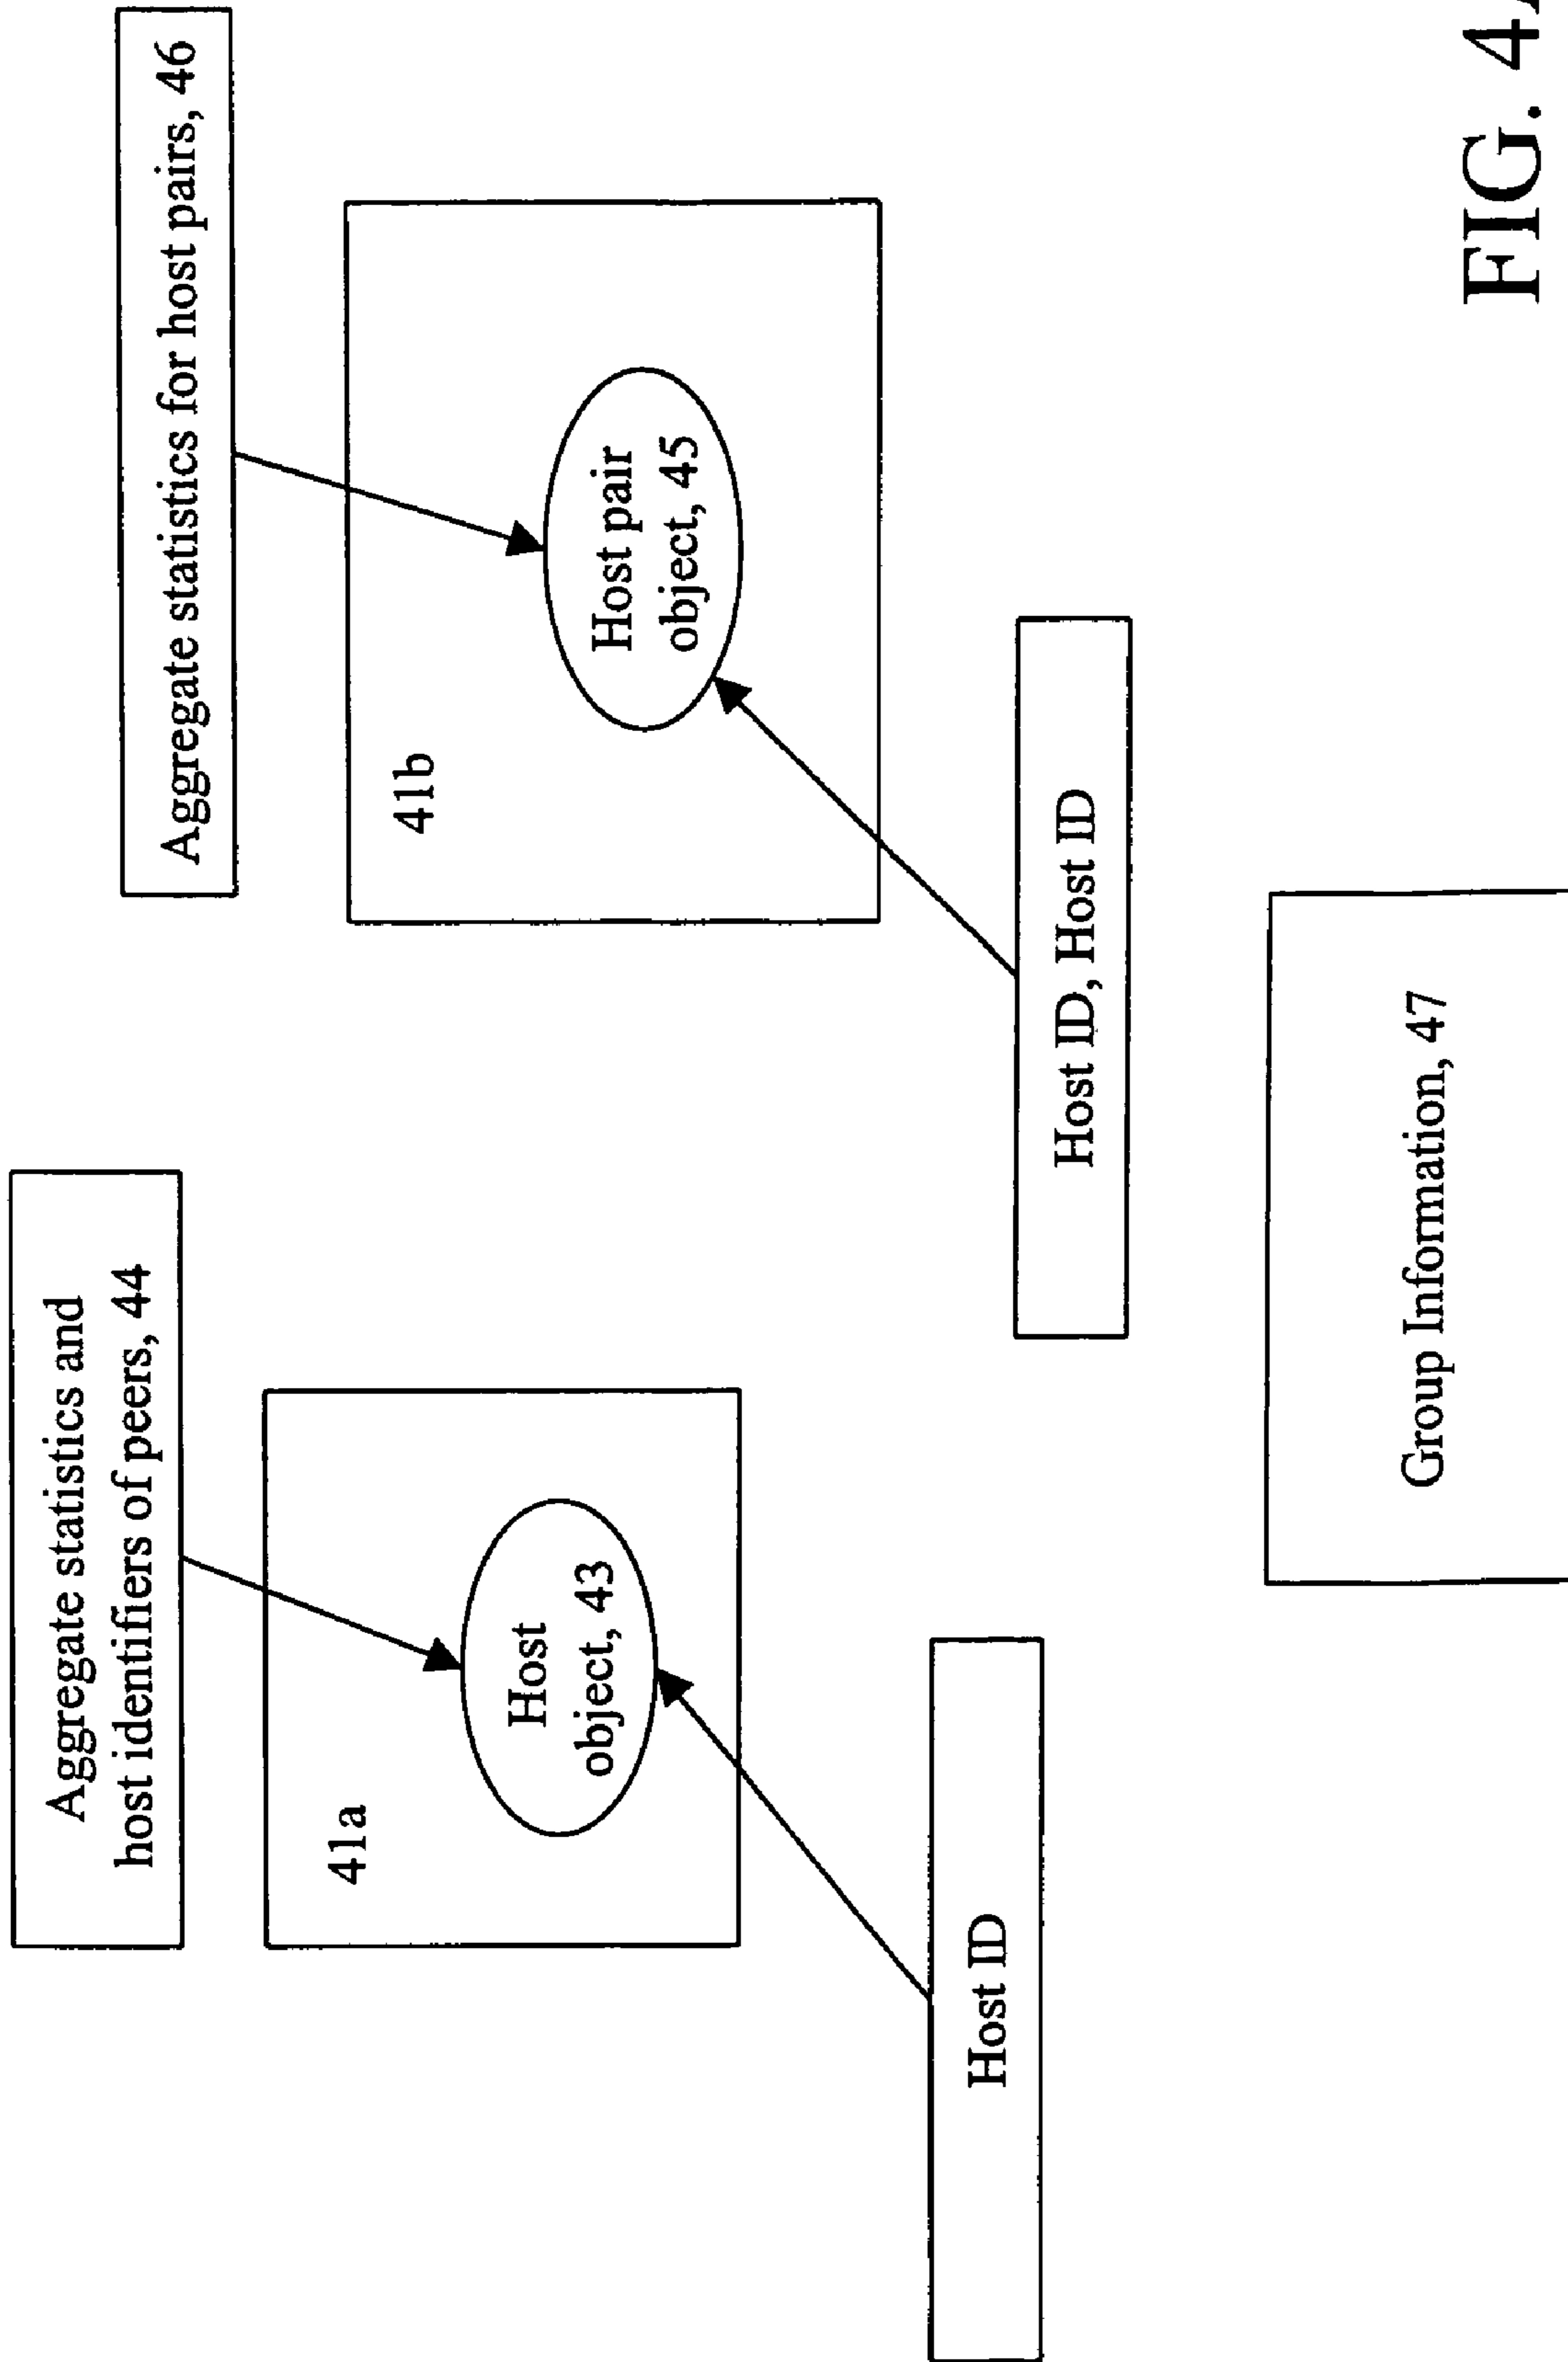 Aggregate statistics and
host identifiers of peers, 44
41a
Host
object, 43
Host ID
Aggregate statistics for host pairs, 46
41b
Host pair
object, 45
Host ID, Host ID
Group Information, 47
FIG. 4A